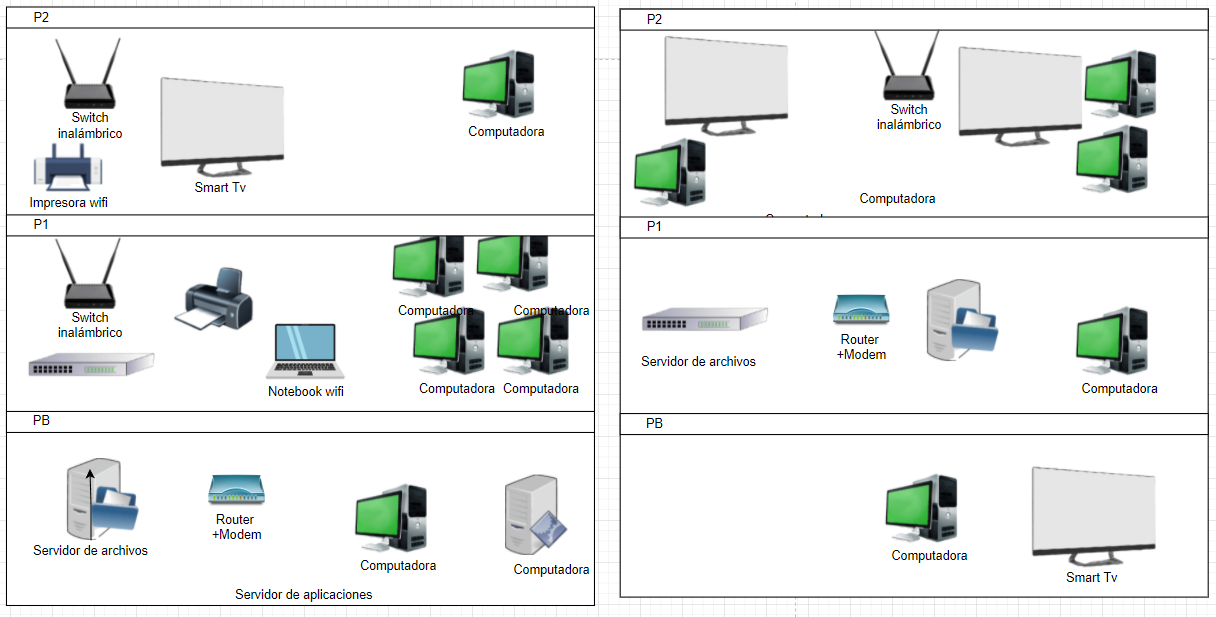 P2
Switch
inalámbrico
Impresora wifi
Smart Tv
Computadora
P1
Switch
inalámbrico
Notebook wifi
Computadora
Computadora
Computadora
Computadora
PB
Servidor de archivos
Router
+Modem
Computadora
Computadora
Servidor de aplicaciones
P2
Switch
inalámbrico
Computadora
P1
Servidor de archivos
Router
+Modem
Computadora
PB
Computadora
Smart Tv